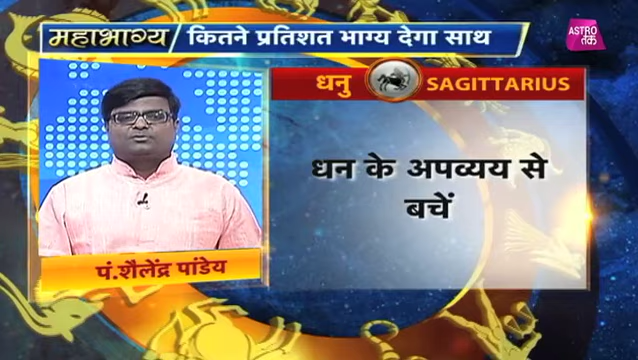 महाभाग्य कितने प्रतिशत भाग्य देगा साथ
ASTRO
तक
धनु SAGITTARIUS
धन के अपव्यय से
बचें
पं.शैलेंद्र पांडेय